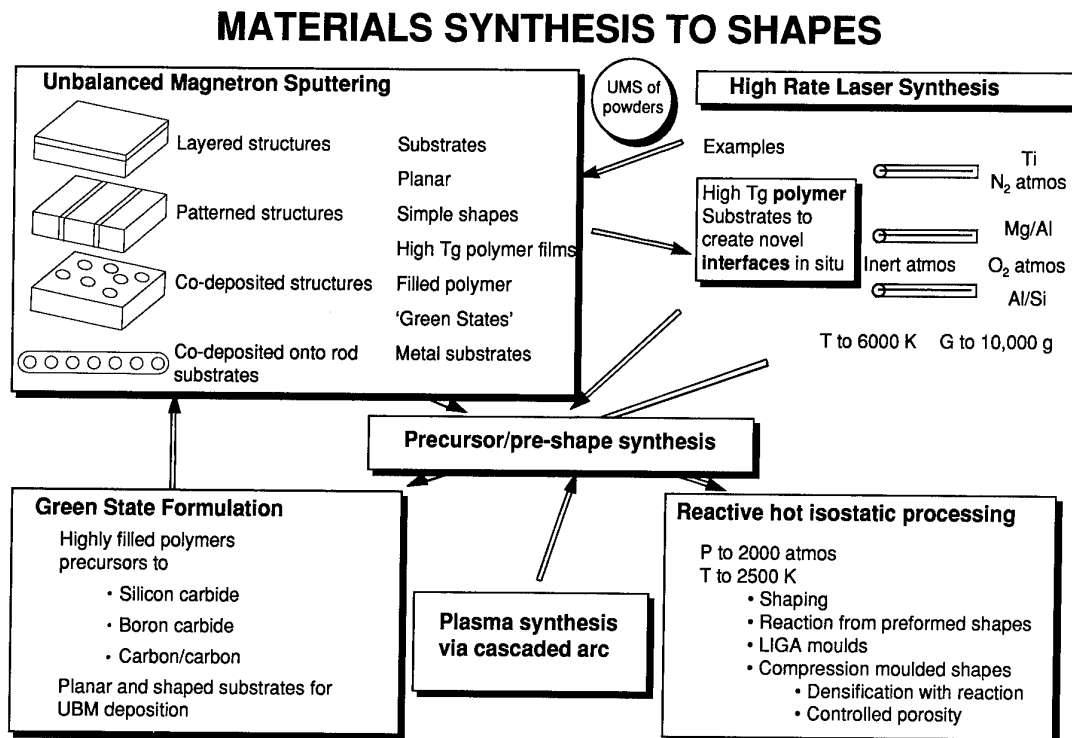 MATERIALS SYNTHESIS TO SHAPES
Unbalanced Magnetron Sputtering
Layered structures
Patterned structures
Co-deposited structures
Co-deposited onto rod
substrates
Substrates
Planar
Simple shapes
High Tg polymer films
Filled polymer
'Green States'
Metal substrates
UMS of
powders
High Rate Laser Synthesis
Examples
High Tg polymer
Substrates to
create novel
interfaces in situ
Ti
N₂ atmos
Mg/Al
Inert atmos O₂ atmos
Al/Si
T to 6000 K G to 10,000 g
Precursor/pre-shape synthesis
Green State Formulation
Highly filled polymers
precursors to
· Silicon carbide
· Boron carbide
· Carbon/carbon
Planar and shaped substrates for
UBM deposition
Plasma synthesis
via cascaded arc
Reactive hot isostatic processing
P to 2000 atmos
T to 2500 K
• Shaping
• Reaction from preformed shapes
• LIGA moulds
• Compression moulded shapes
• Densification with reaction
• Controlled porosity